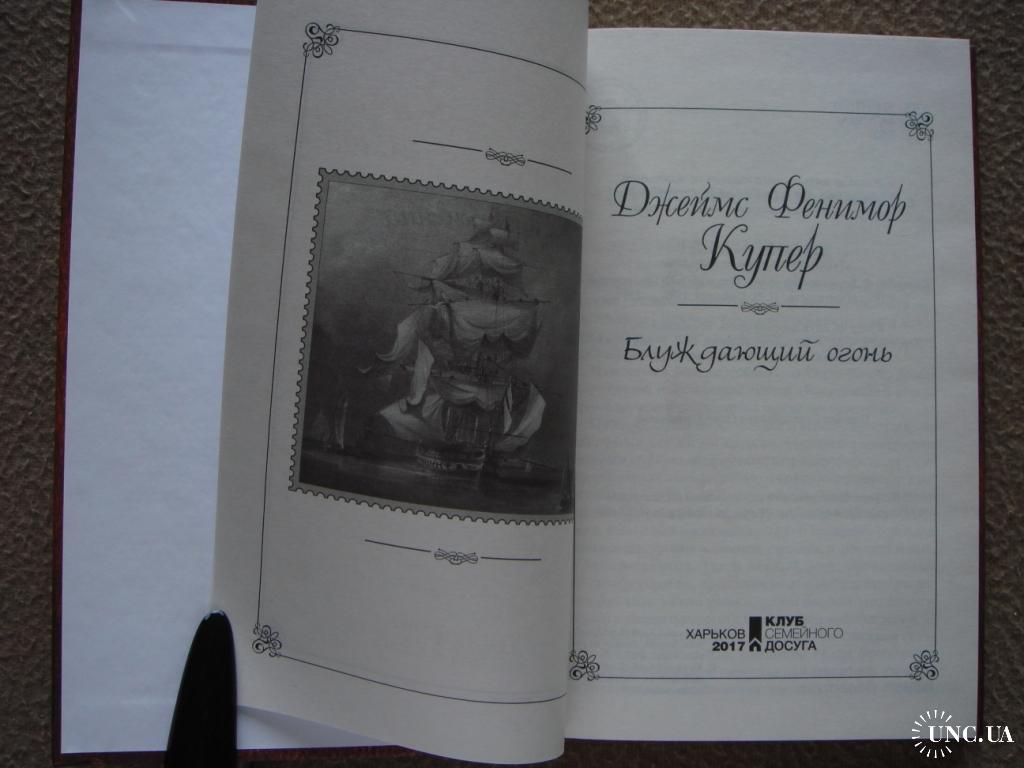 Джеймс Фенимор
Купер
Блуждающий огонь
ХАРЬКОВ
2017
КЛУБ
СЕМЕЙНОГО
ДОСУГА
UNC.UA